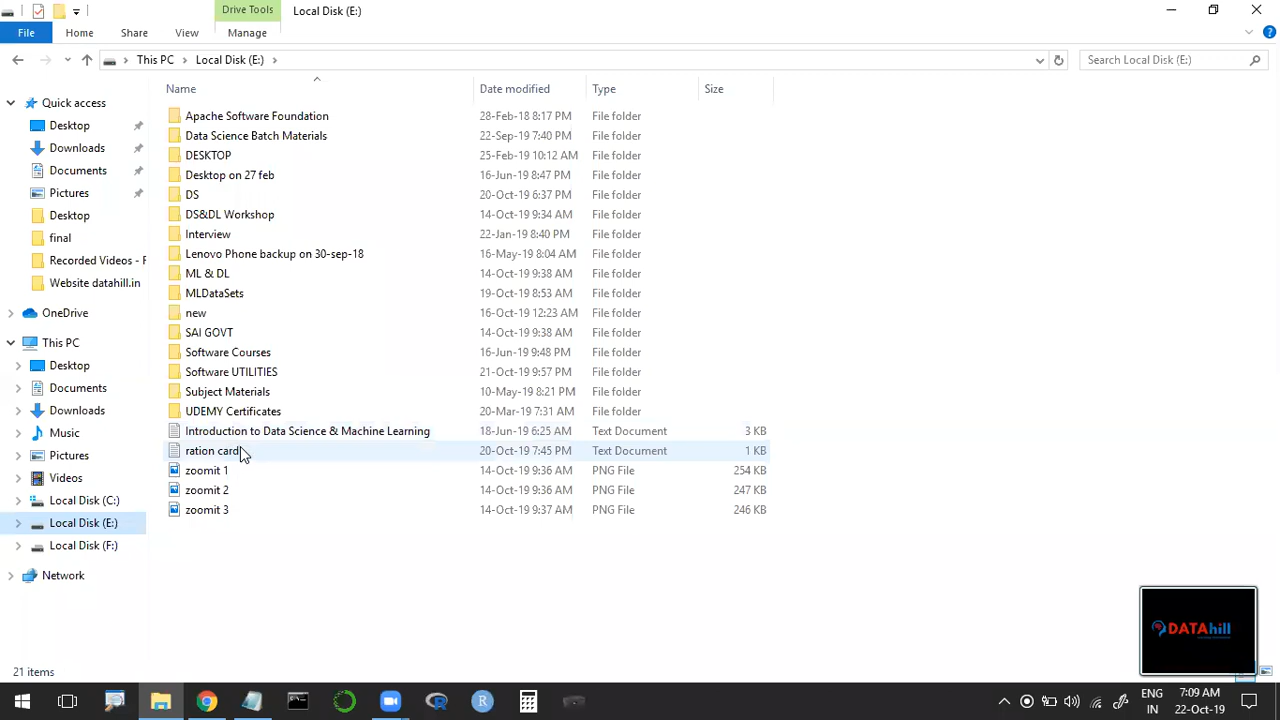 Drive Tools
Local Disk (E:)
File
Home
Share
View
Manage
This PC
Local Disk (E:)
Search Local Disk (E:)
Name
Date modified
Type
Size
Quick access
Desktop
Downloads
Documents
Pictures
Desktop
final
Recorded Videos - F
Website datahill.in
OneDrive
This PC
Desktop
Documents
Downloads
Music
Pictures
Videos
Local Disk (C:)
Local Disk (E:)
Local Disk (F:)
Network
Apache Software Foundation 28-Feb-18 8:17 PM File folder
Data Science Batch Materials 22-Sep-19 7:40 PM File folder
DESKTOP 25-Feb-19 10:12 AM File folder
Desktop on 27 feb 16-Jun-19 8:47 PM File folder
DS 20-Oct-19 6:37 PM File folder
DS&DL Workshop 14-Oct-19 9:34 AM File folder
Interview 22-Jan-19 8:40 PM File folder
Lenovo Phone backup on 30-sep-18 16-May-19 8:04 AM File folder
ML & DL 14-Oct-19 9:38 AM File folder
MLDataSets 19-Oct-19 8:53 AM File folder
new 16-Oct-19 12:23 AM File folder
SAI GOVT 14-Oct-19 9:38 AM File folder
Software Courses 16-Jun-19 9:48 PM File folder
Software UTILITIES 21-Oct-19 9:57 PM File folder
Subject Materials 10-May-19 8:21 PM File folder
UDEMY Certificates 20-Mar-19 7:31 AM File folder
Introduction to Data Science & Machine Learning 18-Jun-19 6:25 AM Text Document 3 KB
ration card 20-Oct-19 7:45 PM Text Document 1 KB
zoomit 1 14-Oct-19 9:36 AM PNG File 254 KB
zoomit 2 14-Oct-19 9:36 AM PNG File 247 KB
zoomit 3 14-Oct-19 9:37 AM PNG File 246 KB
DATAhill
21 items
ENG
IN
7:09 AM
22-Oct-19